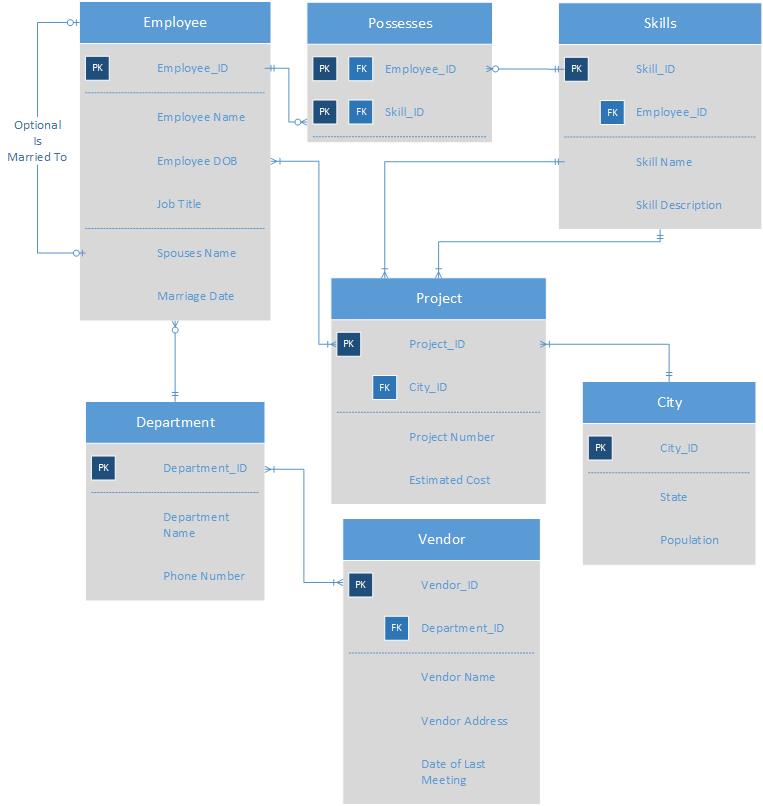 Employee
PK Employee_ID
Employee Name
Employee DOB
Job Title
Spouses Name
Marriage Date
Optional
Is
Married To
Possesses
PK FK Employee_ID
PK FK Skill_ID
Skills
PK Skill_ID
FK Employee_ID
Skill Name
Skill Description
Project
PK Project_ID
FK City_ID
Project Number
Estimated Cost
City
PK City_ID
State
Population
Department
PK Department_ID
Department
Name
Phone Number
Vendor
PK Vendor_ID
FK Department_ID
Vendor Name
Vendor Address
Date of Last
Meeting